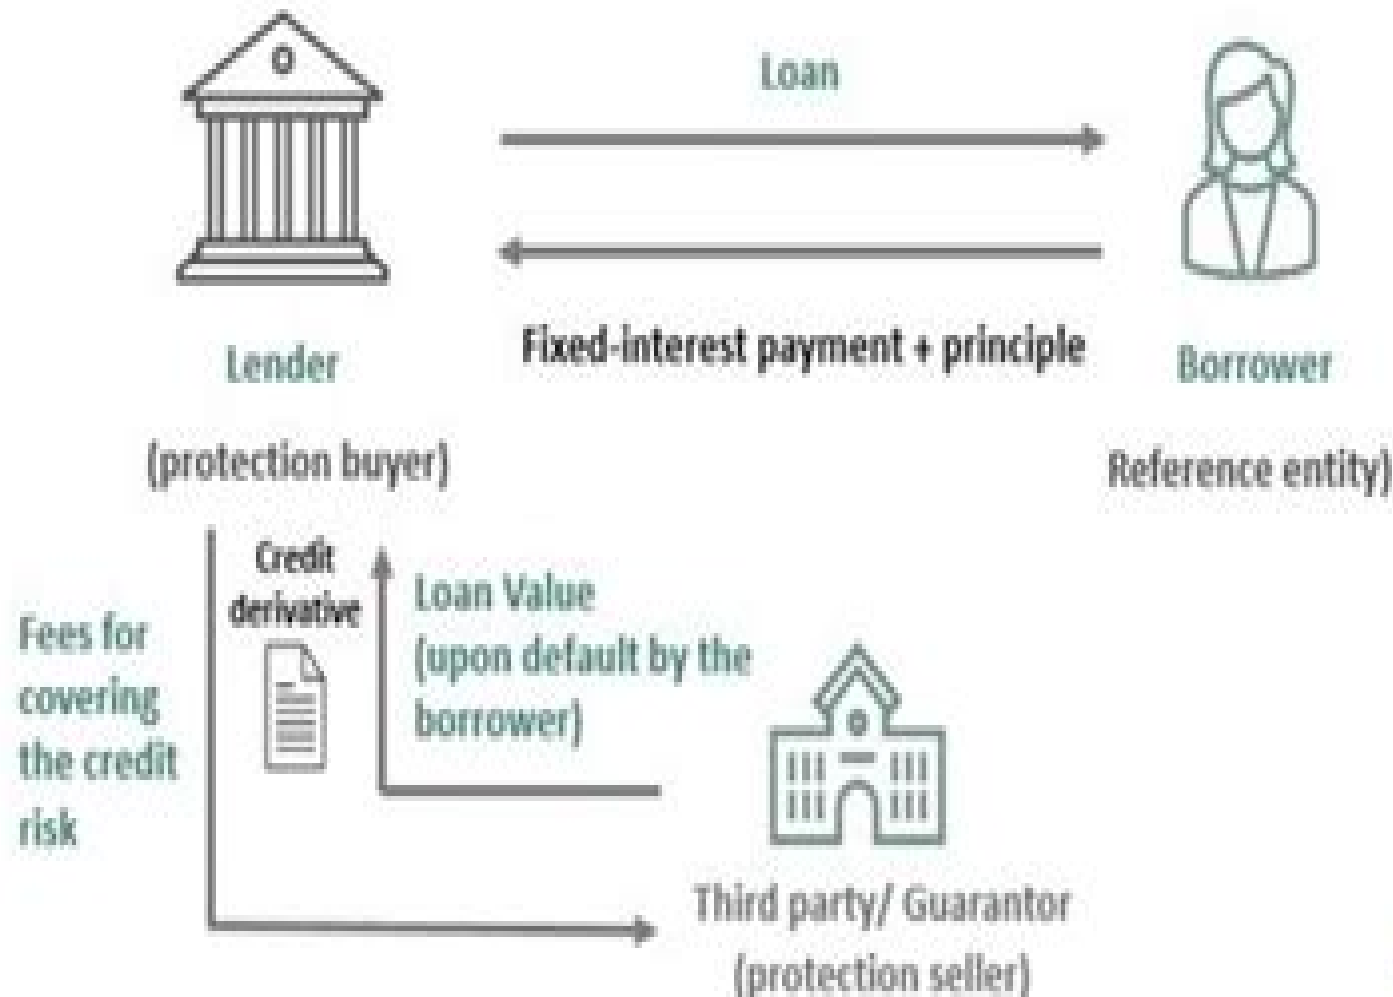 Loan
Fixed-interest payment + principle
Lender
(protection buyer)
Borrower
Reference entity)
Credit
derivative
Fees for
covering
the credit
risk
Loan Value
(upon default by the
borrower)
Third party/ Guarantor
(protection seller)